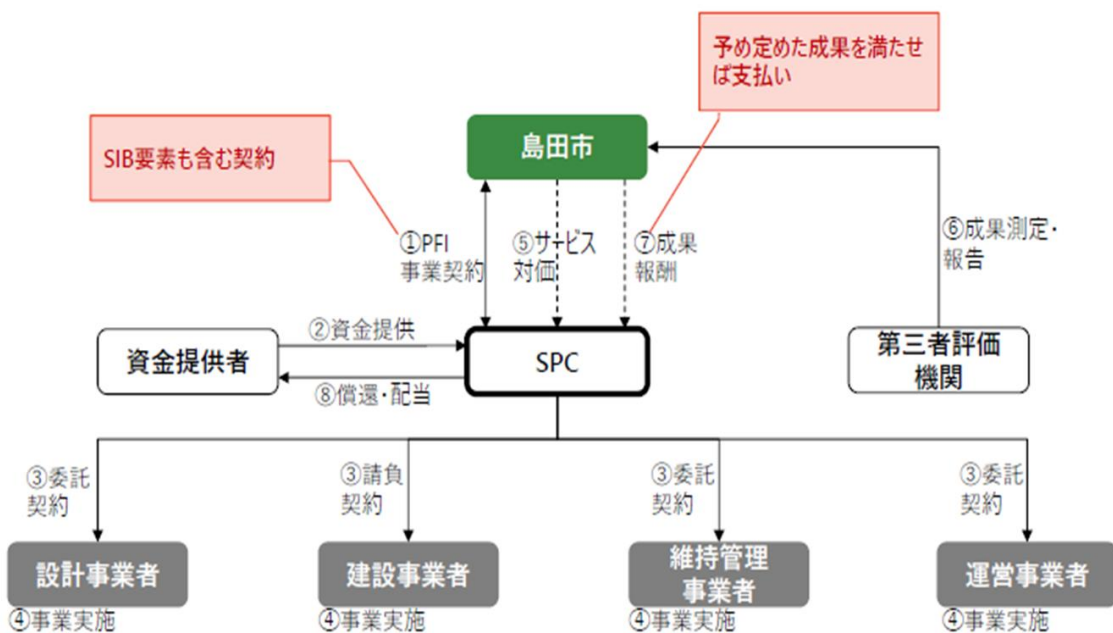 予め定めた成果を満たせ
ば支払い
SIB要素も含む契約
島田市
①PFI
事業契約
⑤サービス
対価
⑦成果
報酬
⑥成果測定・
報告
②資金提供
資金提供者
SPC
第三者評価
機関
⑧償還・配当
③委託
契約
③請負
契約
③委託
契約
③委託
契約
設計事業者
建設事業者
維持管理
事業者
運営事業者
④事業実施
④事業実施
④事業実施
④事業実施